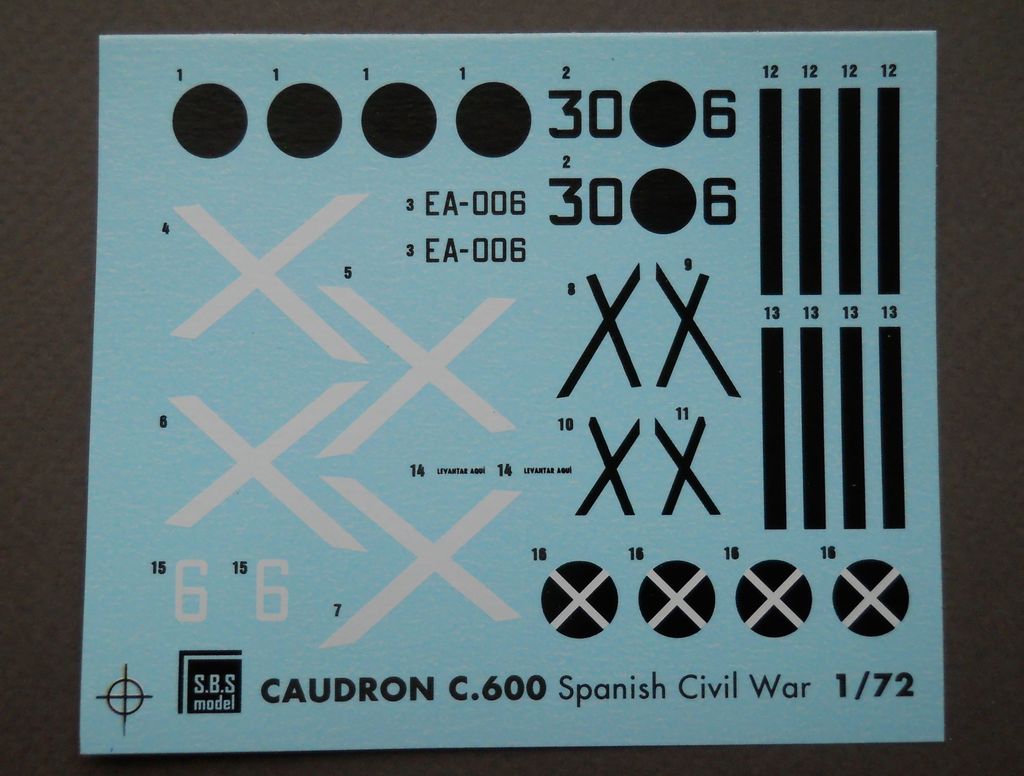 1 1 1 1 2 12 12 12 12
30 6
2
30 6
3 EA-006
3 EA-006
4
5
8 9
13 13 13 13
6
10 11
14 LEVANTAR AQUÍ 14 LEVANTAR AQUÍ
16 16 16 16
15 6 15 6
7
S.B.S
model
CAUDRON C.600 Spanish Civil War 1/72